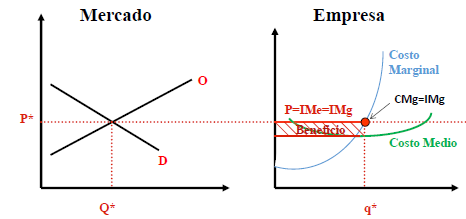 Mercado
O
P*
D
Q*
Empresa
Costo
Marginal
CMg=IMg
P=IMe=IMg
Beneficio
Costo Medio
q*